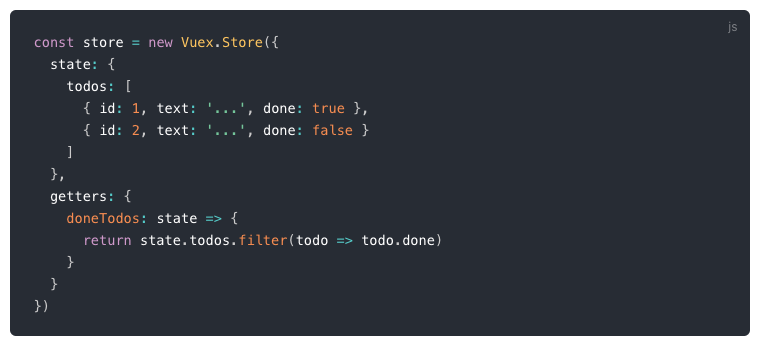 js
const store = new Vuex.Store({
  state: {
    todos: [
      { id: 1, text: '...', done: true },
      { id: 2, text: '...', done: false }
    ]
  },
  getters: {
    doneTodos: state => {
      return state.todos.filter(todo => todo.done)
    }
  }
})